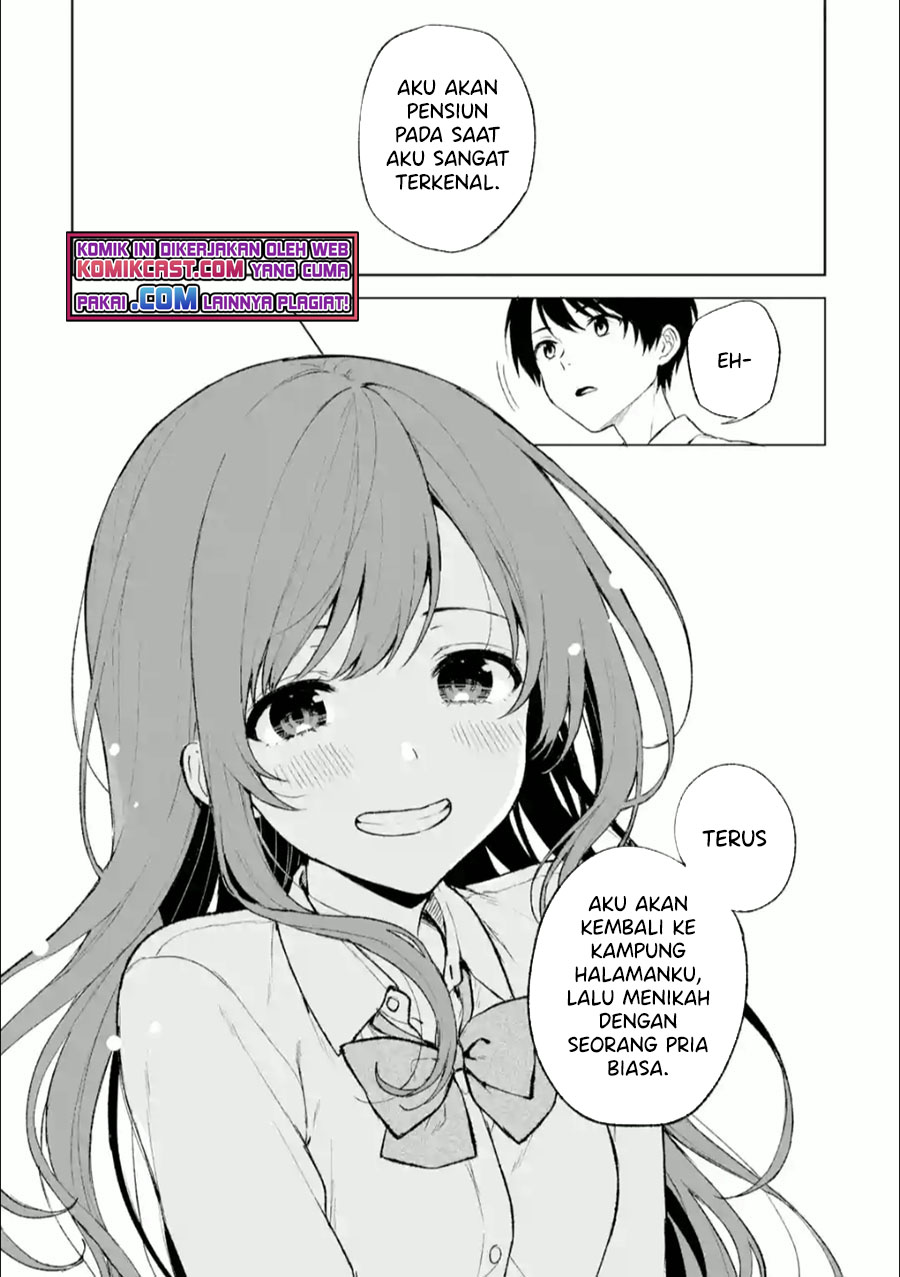 AKU AKAN
PENSIUN
PADA SAAT
AKU SANGAT
TERKENAL.
KOMIK INI DIKERJAKAN OLEH WEB
KOMIKCAST.COM YANG CUMA
PAKAI .COM LAINNYA PLAGIAT!
EH-
TERUS
AKU AKAN
KEMBALI KE
KAMPUNG
HALAMANKU,
LALU MENIKAH
DENGAN
SEORANG PRIA
BIASA.